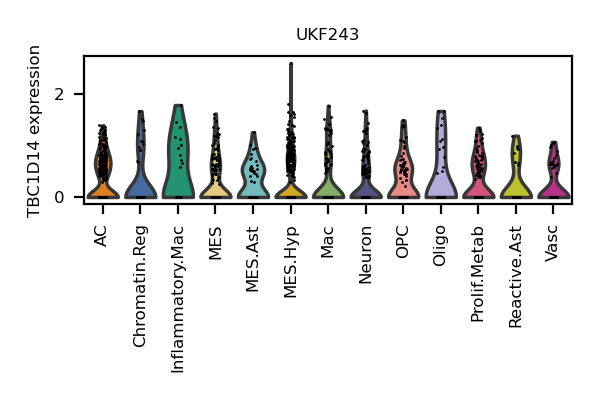 UKF243
TBC1D14 expression
2
0
AC
Chromatin.Reg
Inflammatory.Mac
MES
MES.Ast
MES.Hyp
Mac
Neuron
OPC
Oligo
Prolif.Metab
Reactive.Ast
Vasc